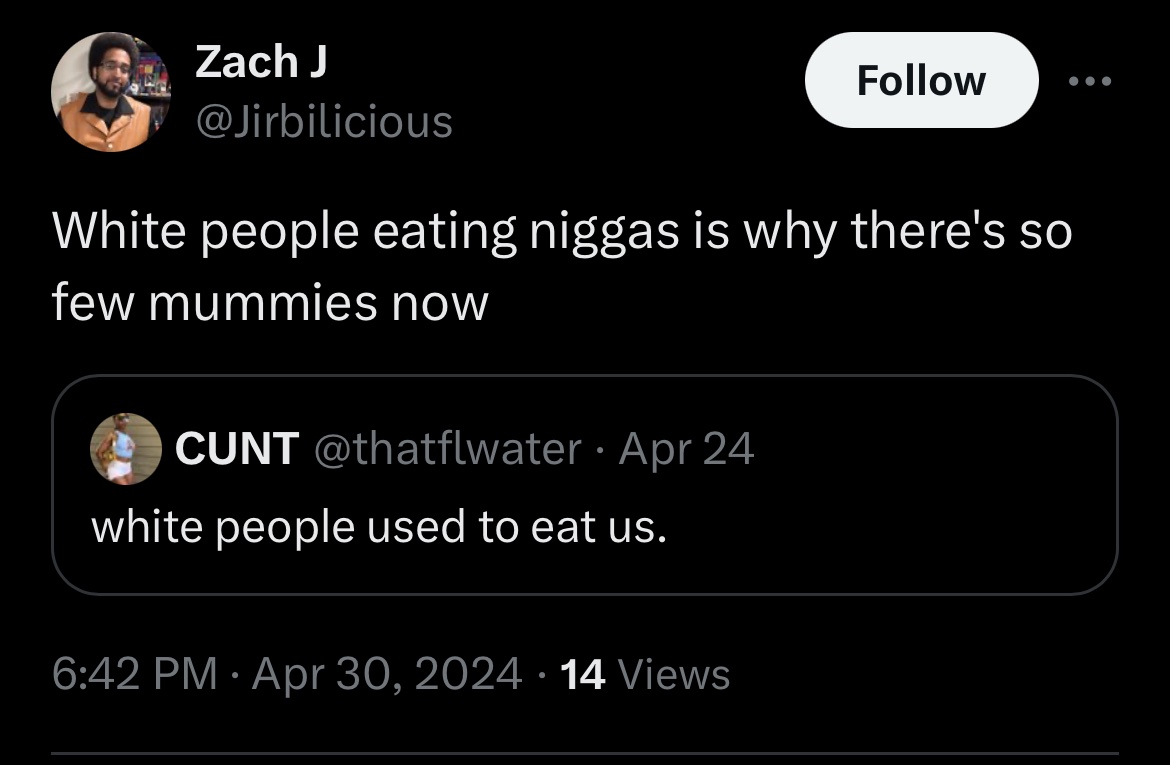 Zach J
@Jirbilicious
Follow
White people eating niggas is why there's so
few mummies now
CUNT @thatflwater · Apr 24
white people used to eat us.
6:42 PM · Apr 30, 2024 · 14 Views